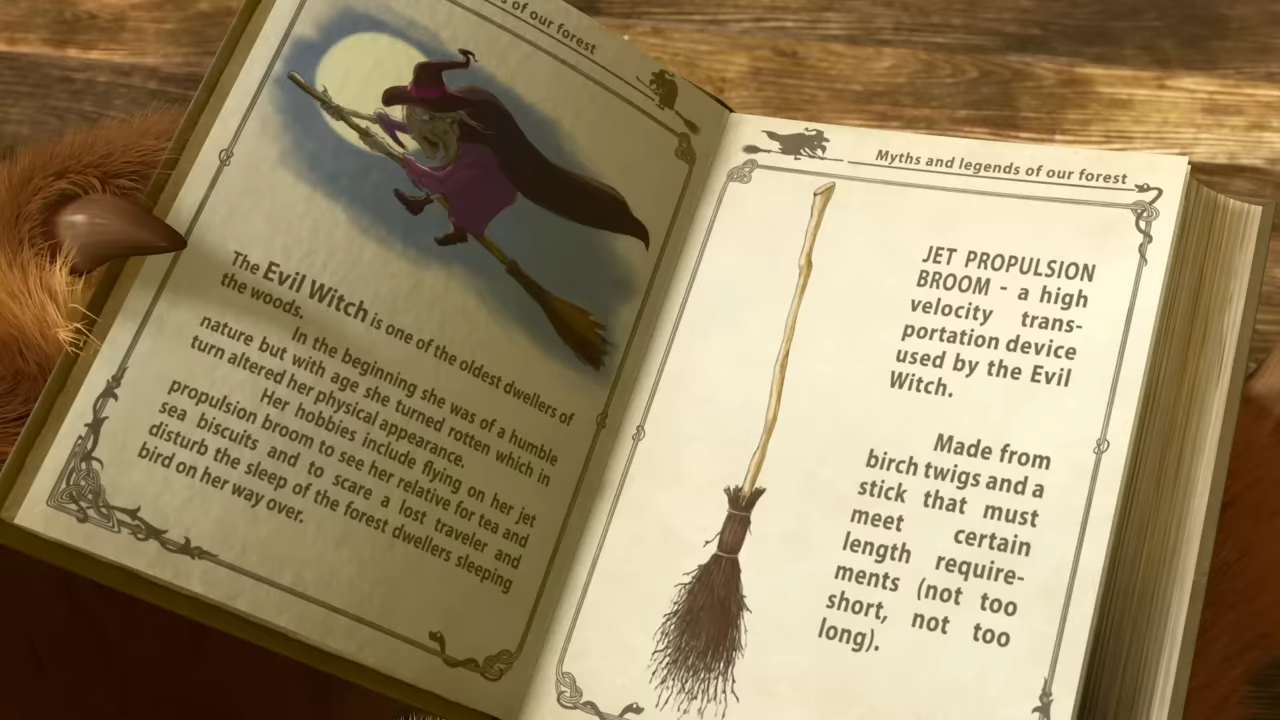 s of our forest
The Evil Witch is one of the oldest dwellers of
the woods.
In the beginning she was of a humble
nature but with age she turned rotten which in
turn altered her physical appearance.
Her hobbies include flying on her jet
propulsion broom to see her relative for tea and
sea biscuits and to scare a lost traveler and
disturb the sleep of the forest dwellers sleeping
bird on her way over.
Myths and legends of our forest
JET PROPULSION
BROOM - a high
velocity trans-
portation device
used by the Evil
Witch.
Made from
birch twigs and a
stick that must
meet certain
length require-
ments (not too
short, not too
long).